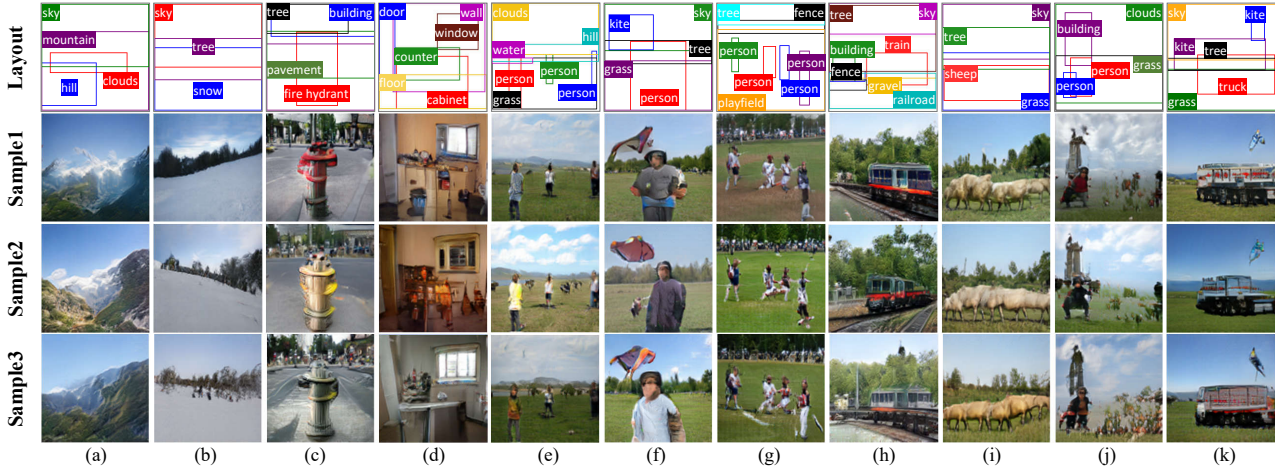 Layout
sky
mountain
clouds
hill
sky
tree
snow
tree
building
pavement
fire hydrant
door
wall
window
counter
floor
cabinet
clouds
hill
water
person
person
person
grass
kite
sky
tree
grass
person
tree
fence
person
person
person
person
playfield
tree
sky
building
train
fence
gravel
railroad
sky
tree
sheep
grass
clouds
building
grass
person
person
sky
kite
kite
tree
truck
grass
Sample1
Sample2
Sample3
(a) (b) (c) (d) (e) (f) (g) (h) (i) (j) (k)